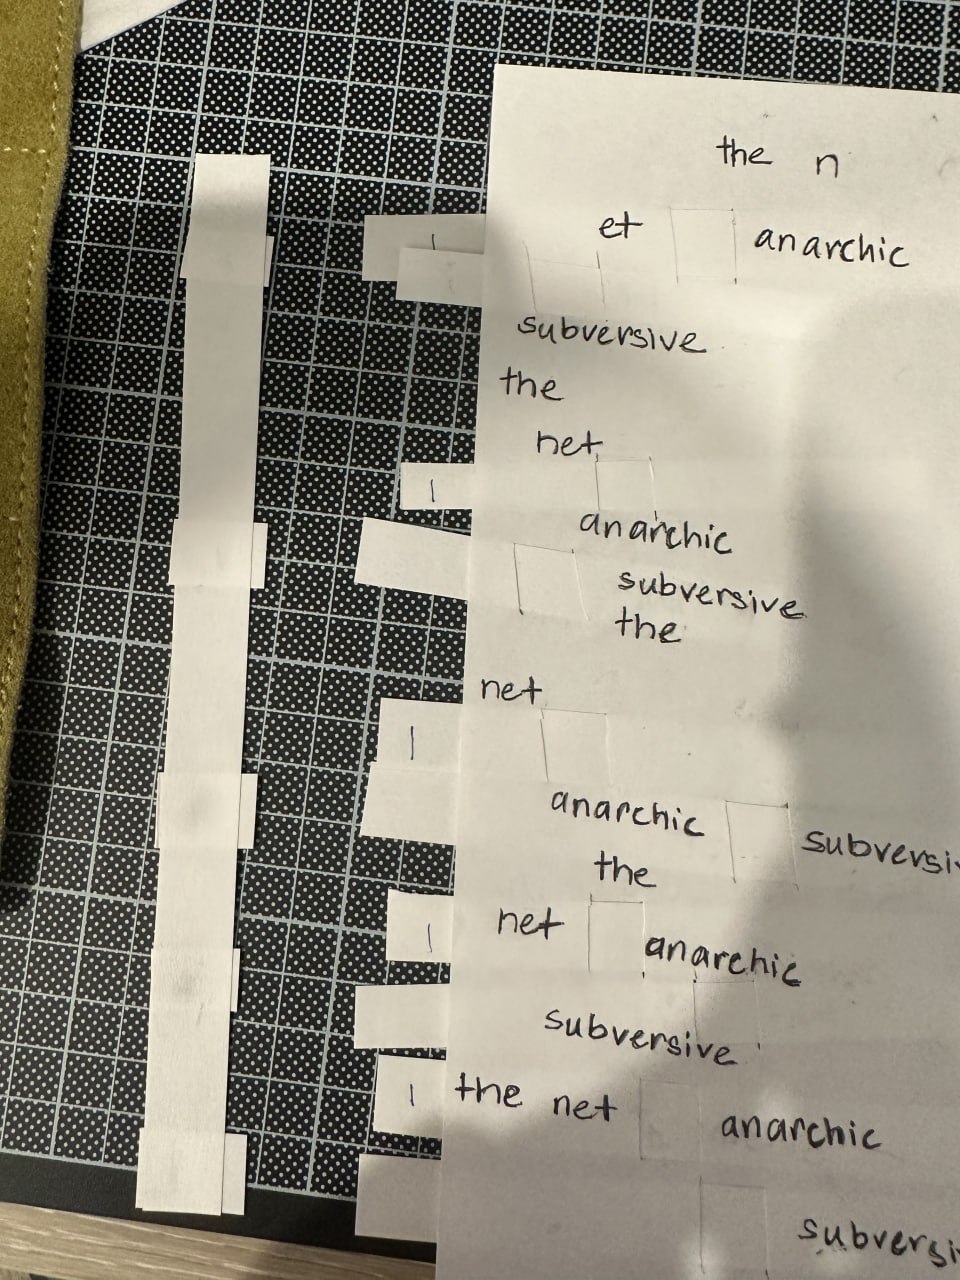 the n
et anarchic
subversive
the
net
anarchic
subversive
the
net
anarchic subversi
the
net anarchic
subversive
the net anarchic
subversi